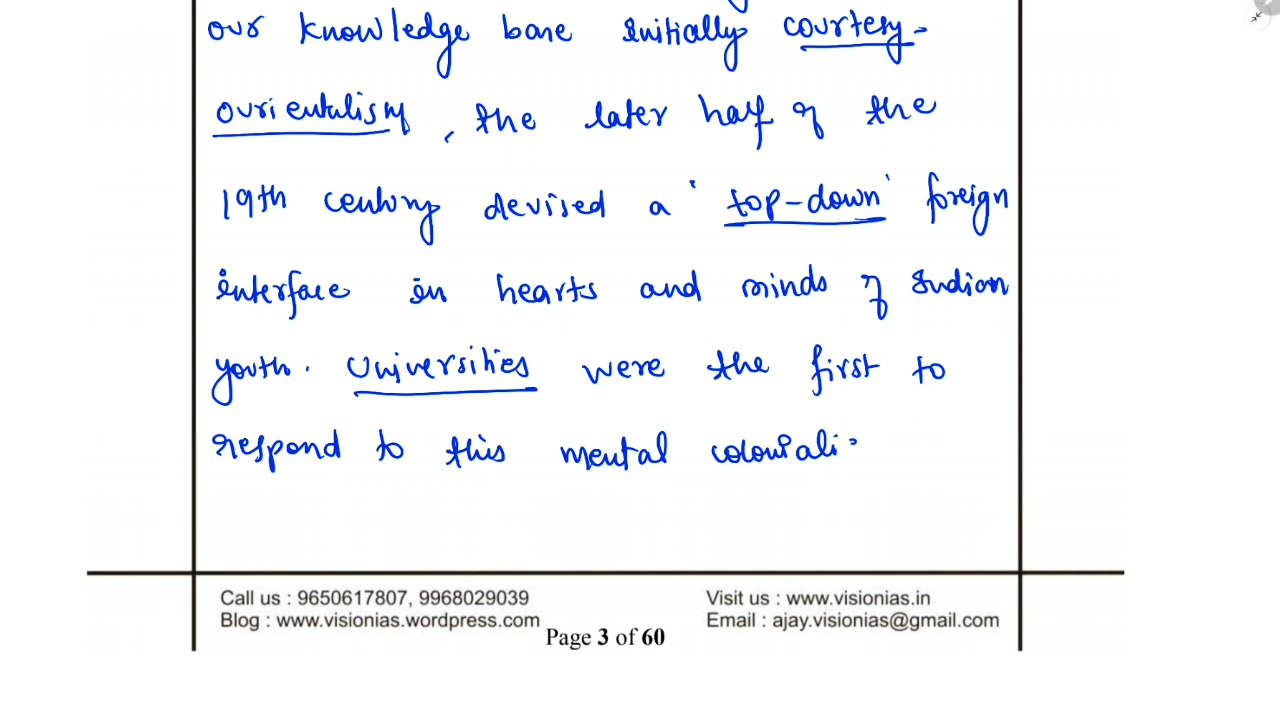 our knowledge base initially courtesy-
ourientalism, the later half of the
19th century devised a 'top-down' foreign
interface in hearts and minds of Indian
youth. Universities were the first to
respond to this mental coloniali-
Call us : 9650617807, 9968029039
Visit us : www.visionias.in
Blog : www.visionias.wordpress.com
Email : ajay.visionias@gmail.com
Page 3 of 60